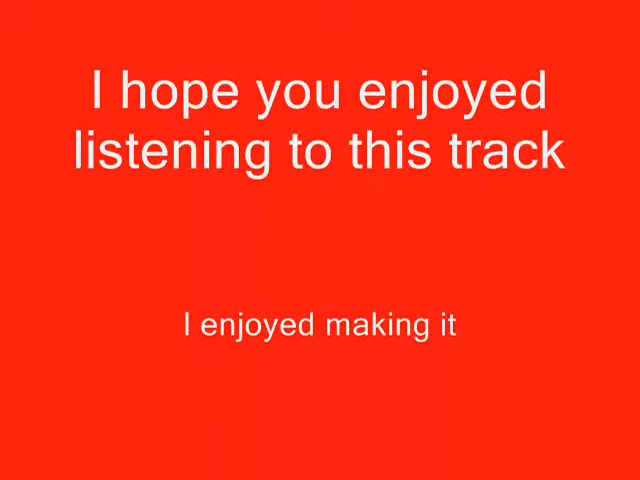 I hope you enjoyed
listening to this track
I enjoyed making it